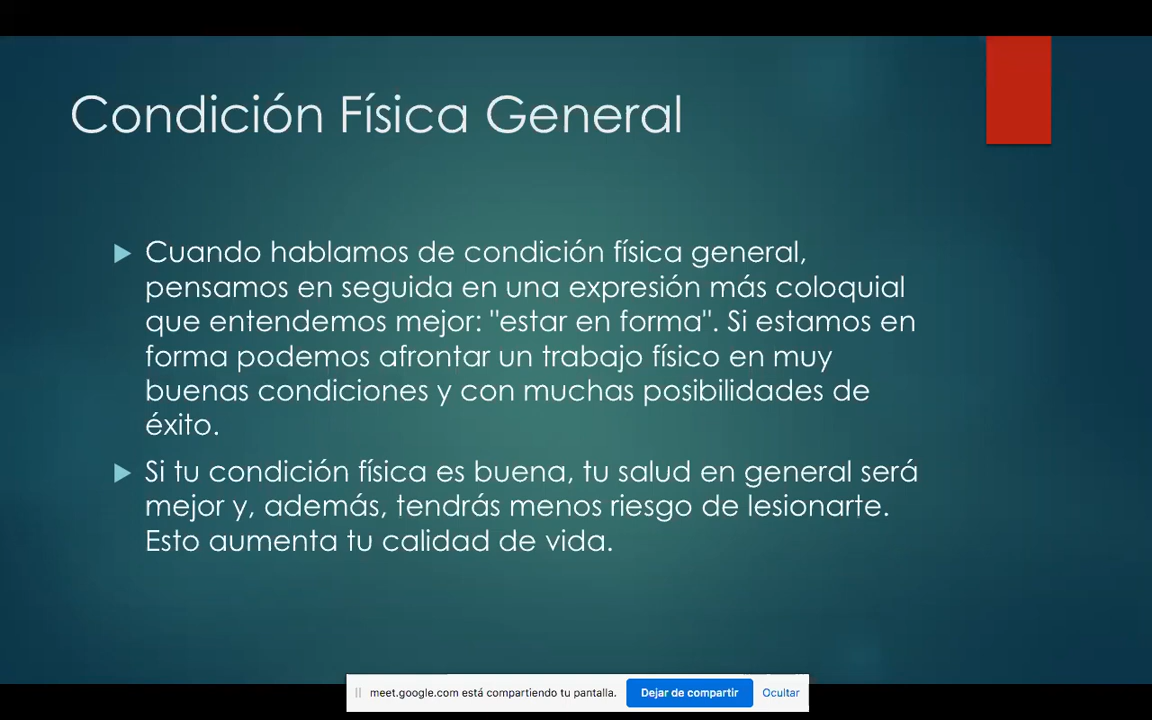 Condición Física General
Cuando hablamos de condición física general,
pensamos en seguida en una expresión más coloquial
que entendemos mejor: "estar en forma". Si estamos en
forma podemos afrontar un trabajo físico en muy
buenas condiciones y con muchas posibilidades de
éxito.
Si tu condición física es buena, tu salud en general será
mejor y, además, tendrás menos riesgo de lesionarte.
Esto aumenta tu calidad de vida.
meet.google.com está compartiendo tu pantalla. Dejar de compartir Ocultar